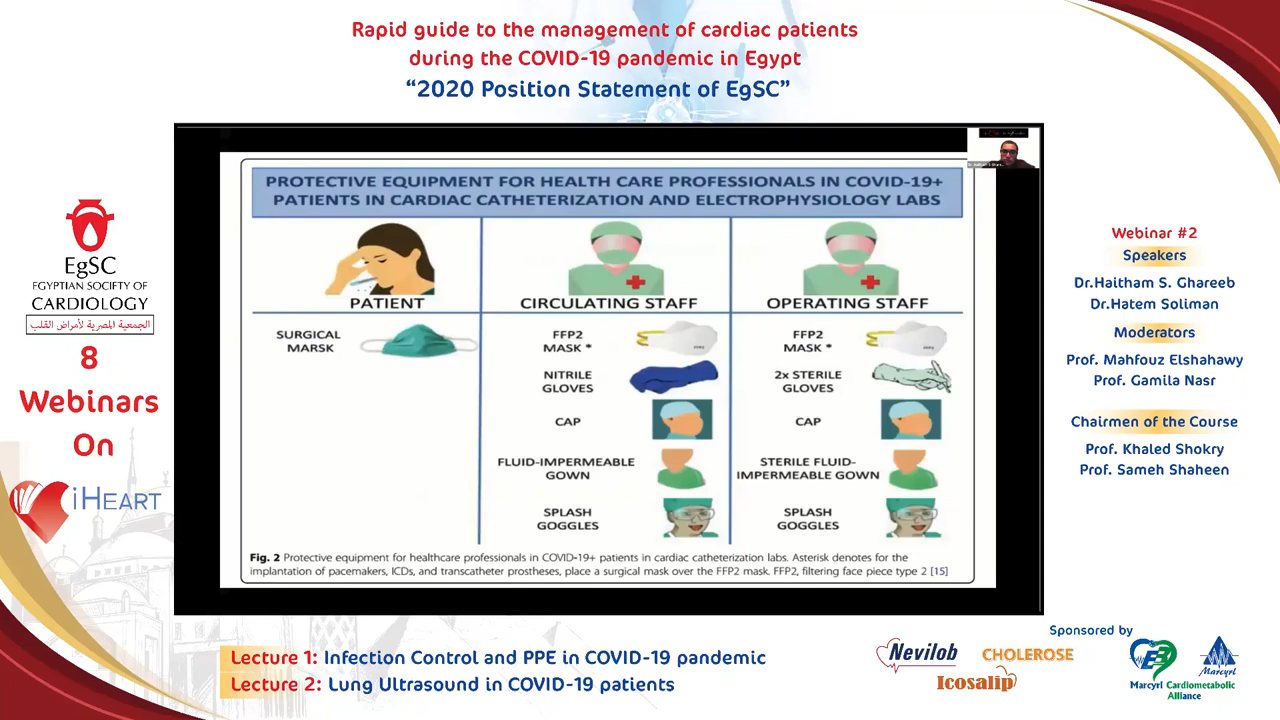 Rapid guide to the management of cardiac patients
during the COVID-19 pandemic in Egypt
“2020 Position Statement of EgSC”
EgSC
EGYPTIAN SOCIETY OF
CARDIOLOGY
الجمعية المصرية لأمراض القلب
8
Webinars
On
iHEART
PROTECTIVE EQUIPMENT FOR HEALTH CARE PROFESSIONALS IN COVID-19+
PATIENTS IN CARDIAC CATHETERIZATION AND ELECTROPHYSIOLOGY LABS
PATIENT
CIRCULATING STAFF
OPERATING STAFF
SURGICAL
MARSK
FFP2
MASK *
NITRILE
GLOVES
CAP
FLUID-IMPERMEABLE
GOWN
SPLASH
GOGGLES
FFP2
MASK *
2X STERILE
GLOVES
CAP
STERILE FLUID-
IMPERMEABLE GOWN
SPLASH
GOGGLES
Fig. 2 Protective equipment for healthcare professionals in COVID-19+ patients in cardiac catheterization labs. Asterisk denotes for the
implantation of pacemakers, ICDs, and transcatheter prostheses, place a surgical mask over the FFP2 mask. FFP2, filtering face piece type 2 [15]
Webinar #2
Speakers
Dr.Haitham S. Ghareeb
Dr.Hatem Soliman
Moderators
Prof. Mahfouz Elshahawy
Prof. Gamila Nasr
Chairmen of the Course
Prof. Khaled Shokry
Prof. Sameh Shaheen
Lecture 1: Infection Control and PPE in COVID-19 pandemic
Lecture 2: Lung Ultrasound in COVID-19 patients
Sponsored by
Nevilob
CHOLEROSE
Icosalip
Marcyrl Cardiometabolic
Alliance
Marcyrl